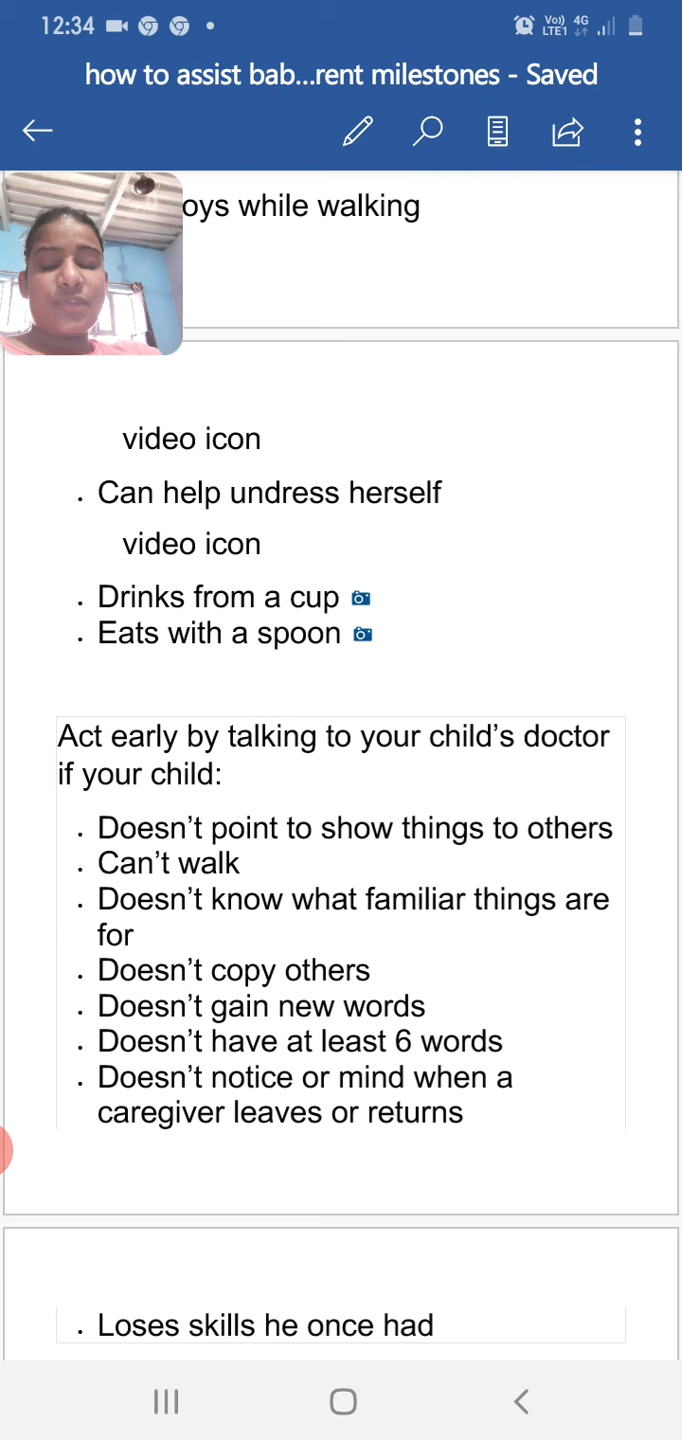 12:34
Vo)) 4G
LTE1
how to assist bab...rent milestones - Saved
oys while walking
video icon
. Can help undress herself
video icon
. Drinks from a cup
. Eats with a spoon
Act early by talking to your child’s doctor
if your child:
. Doesn’t point to show things to others
. Can’t walk
. Doesn’t know what familiar things are
for
. Doesn’t copy others
. Doesn’t gain new words
. Doesn’t have at least 6 words
. Doesn’t notice or mind when a
caregiver leaves or returns
. Loses skills he once had